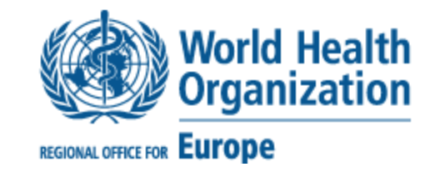 World Health
Organization
REGIONAL OFFICE FOR Europe